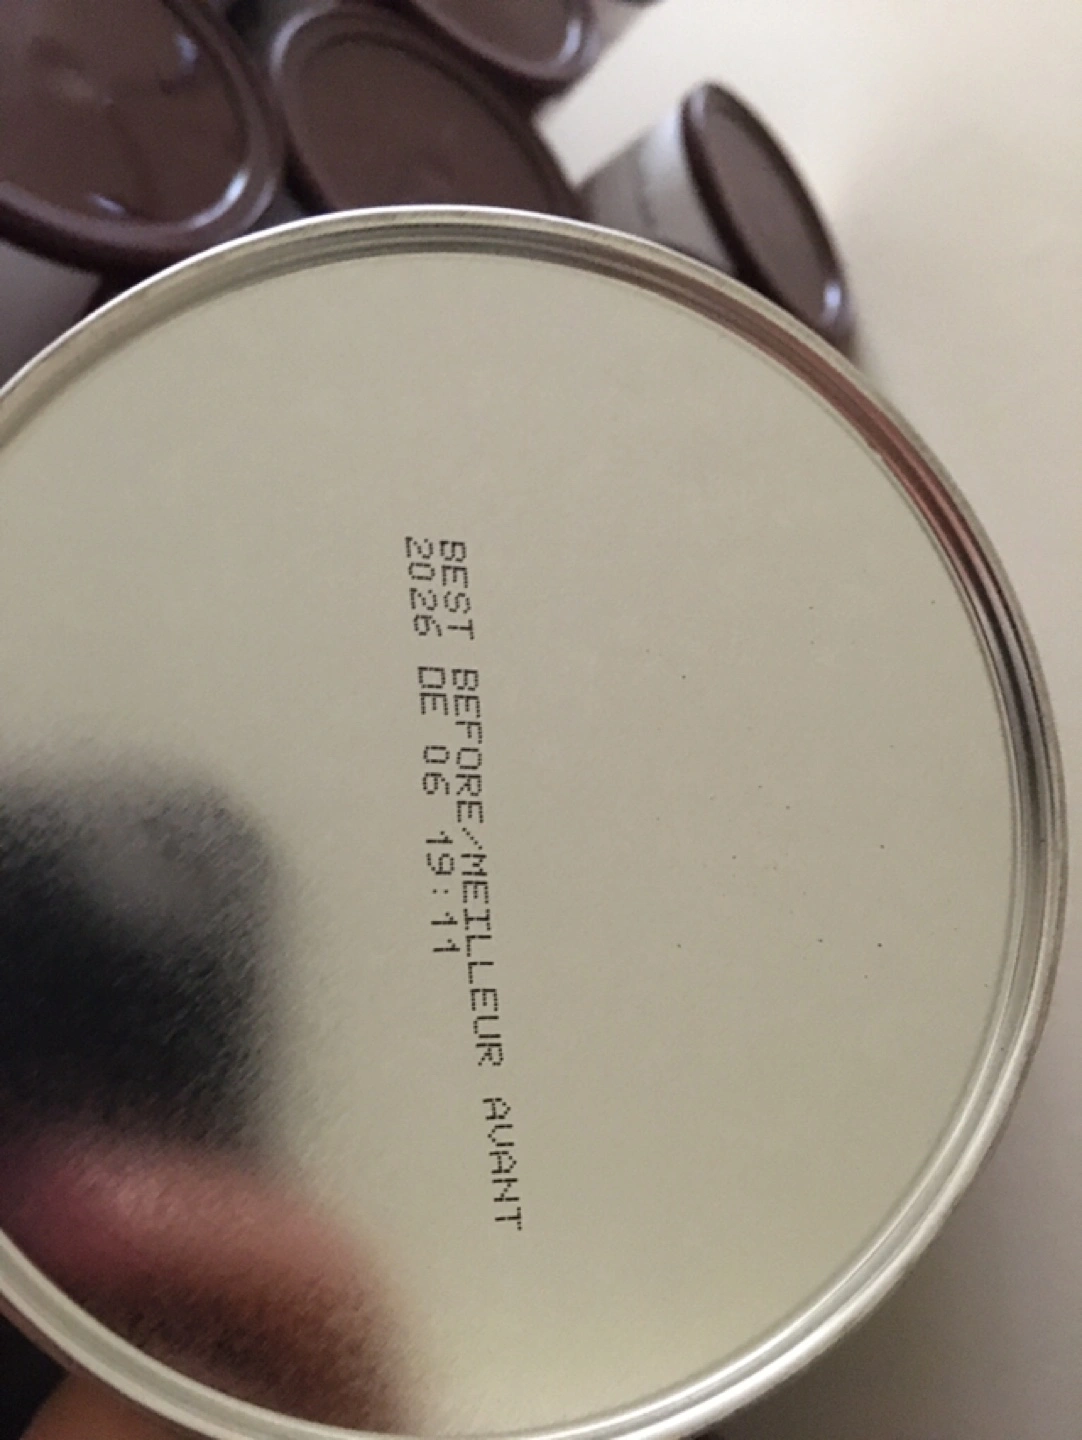 BEST BEFORE/MEILLEUR AVANT
2026 DE 06 19:11